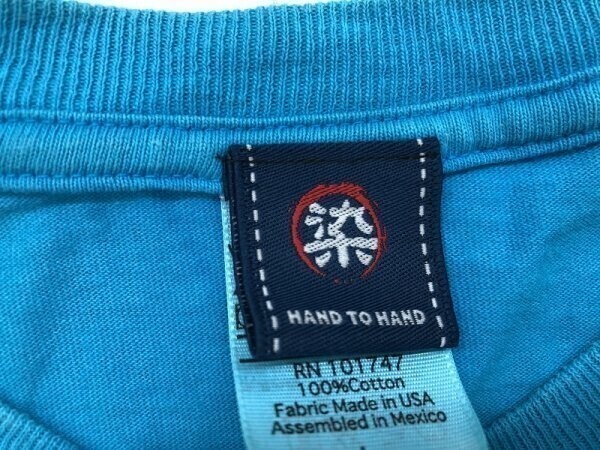 染
HAND TO HAND
RN 101747
100%Cotton
Fabric Made in USA
Assembled in Mexico